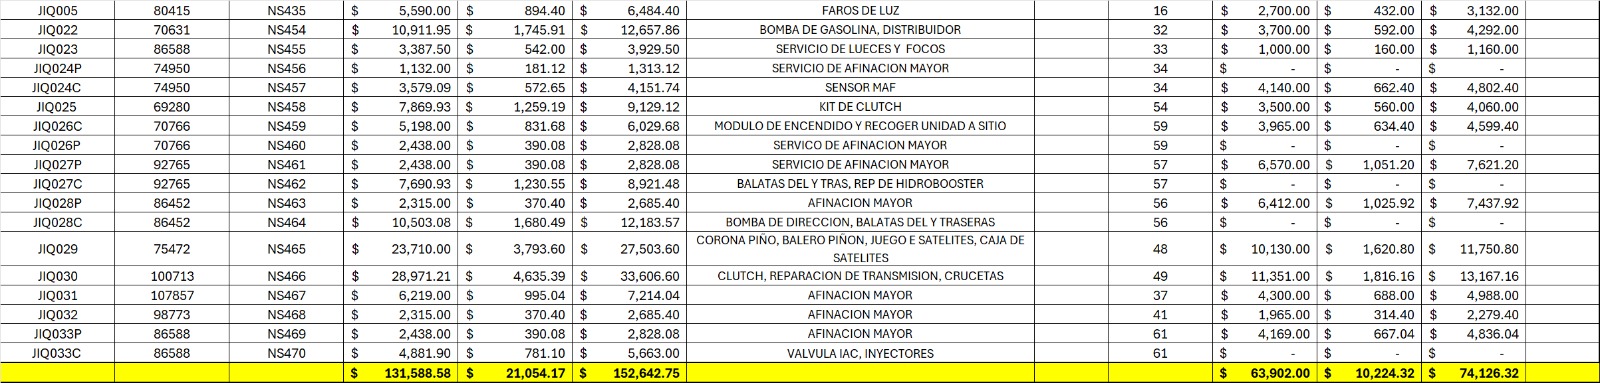 JIQ005 80415 NS435 $ 5,590.00 $ 894.40 $ 6,484.40 FAROS DE LUZ 16 $ 2,700.00 $ 432.00 $ 3,132.00
JIQ022 70631 NS454 $ 10,911.95 $ 1,745.91 $ 12,657.86 BOMBA DE GASOLINA, DISTRIBUIDOR 32 $ 3,700.00 $ 592.00 $ 4,292.00
JIQ023 86588 NS455 $ 3,387.50 $ 542.00 $ 3,929.50 SERVICIO DE LUECES Y FOCOS 33 $ 1,000.00 $ 160.00 $ 1,160.00
JIQ024P 74950 NS456 $ 1,132.00 $ 181.12 $ 1,313.12 SERVICIO DE AFINACION MAYOR 34 $ - $ - $ -
JIQ024C 74950 NS457 $ 3,579.09 $ 572.65 $ 4,151.74 SENSOR MAF 34 $ 4,140.00 $ 662.40 $ 4,802.40
JIQ025 69280 NS458 $ 7,869.93 $ 1,259.19 $ 9,129.12 KIT DE CLUTCH 54 $ 3,500.00 $ 560.00 $ 4,060.00
JIQ026C 70766 NS459 $ 5,198.00 $ 831.68 $ 6,029.68 MODULO DE ENCENDIDO Y RECOGER UNIDAD A SITIO 59 $ 3,965.00 $ 634.40 $ 4,599.40
JIQ026P 70766 NS460 $ 2,438.00 $ 390.08 $ 2,828.08 SERVICO DE AFINACION MAYOR 59 $ - $ - $ -
JIQ027P 92765 NS461 $ 2,438.00 $ 390.08 $ 2,828.08 SERVICIO DE AFINACION MAYOR 57 $ 6,570.00 $ 1,051.20 $ 7,621.20
JIQ027C 92765 NS462 $ 7,690.93 $ 1,230.55 $ 8,921.48 BALATAS DEL Y TRAS, REP DE HIDROBOOSTER 57 $ - $ - $ -
JIQ028P 86452 NS463 $ 2,315.00 $ 370.40 $ 2,685.40 AFINACION MAYOR 56 $ 6,412.00 $ 1,025.92 $ 7,437.92
JIQ028C 86452 NS464 $ 10,503.08 $ 1,680.49 $ 12,183.57 BOMBA DE DIRECCION, BALATAS DEL Y TRASERAS 56 $ - $ - $ -
JIQ029 75472 NS465 $ 23,710.00 $ 3,793.60 $ 27,503.60 CORONA PIÑO, BALERO PIÑON, JUEGO E SATELITES, CAJA DE
SATELITES 48 $ 10,130.00 $ 1,620.80 $ 11,750.80
JIQ030 100713 NS466 $ 28,971.21 $ 4,635.39 $ 33,606.60 CLUTCH, REPARACION DE TRANSMISION, CRUCETAS 49 $ 11,351.00 $ 1,816.16 $ 13,167.16
JIQ031 107857 NS467 $ 6,219.00 $ 995.04 $ 7,214.04 AFINACION MAYOR 37 $ 4,300.00 $ 688.00 $ 4,988.00
JIQ032 98773 NS468 $ 2,315.00 $ 370.40 $ 2,685.40 AFINACION MAYOR 41 $ 1,965.00 $ 314.40 $ 2,279.40
JIQ033P 86588 NS469 $ 2,438.00 $ 390.08 $ 2,828.08 AFINACION MAYOR 61 $ 4,169.00 $ 667.04 $ 4,836.04
JIQ033C 86588 NS470 $ 4,881.90 $ 781.10 $ 5,663.00 VALVULA IAC, INYECTORES 61 $ - $ - $ -
$ 131,588.58 $ 21,054.17 $ 152,642.75 $ 63,902.00 $ 10,224.32 $ 74,126.32